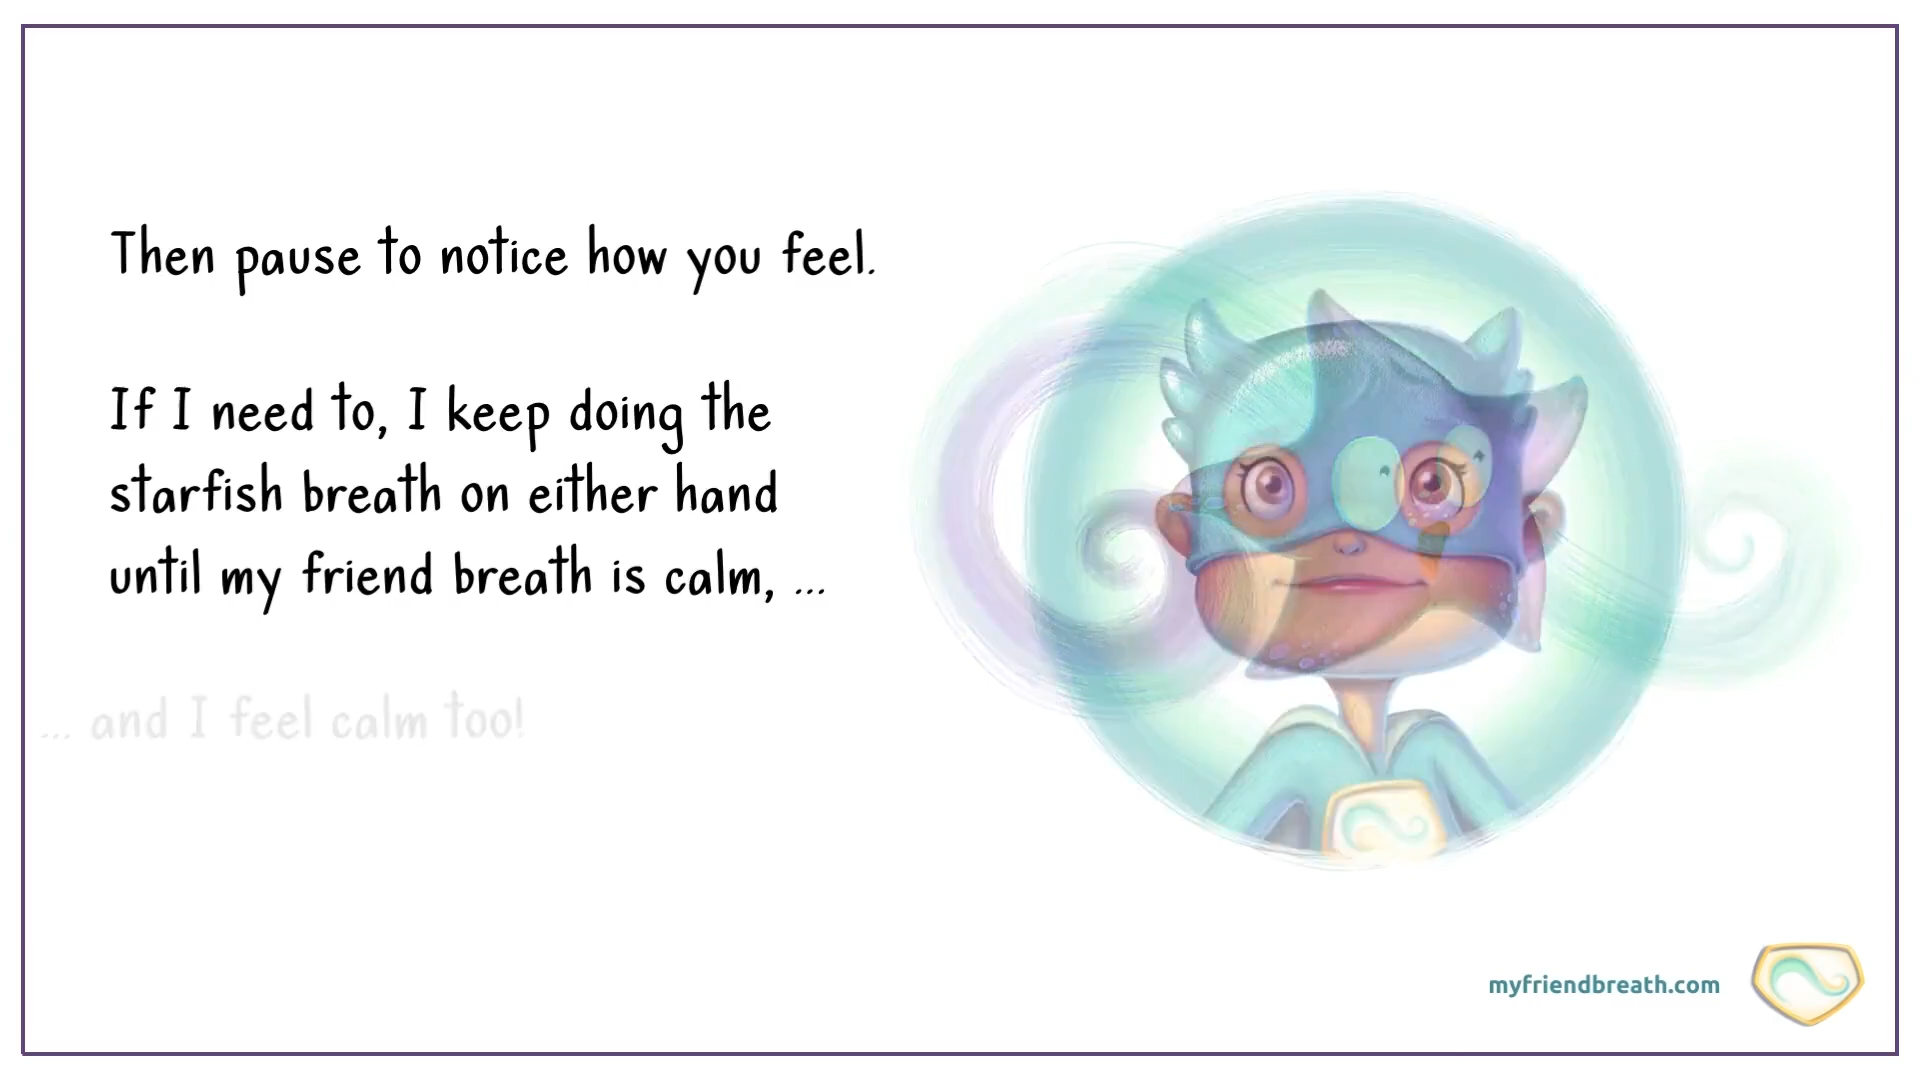 Then pause to notice how you feel.
If I need to, I keep doing the
starfish breath on either hand
until my friend breath is calm, ...
... and I feel calm too!
myfriendbreath.com